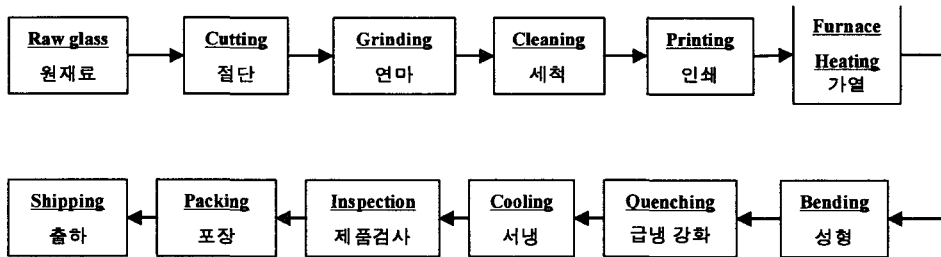 Raw glass
원재료
Cutting
절단
Grinding
연마
Cleaning
세척
Printing
인쇄
Furnace
Heating
가열
Shipping
출하
Packing
포장
Inspection
제품검사
Cooling
서냉
Quenching
급냉 강화
Bending
성형